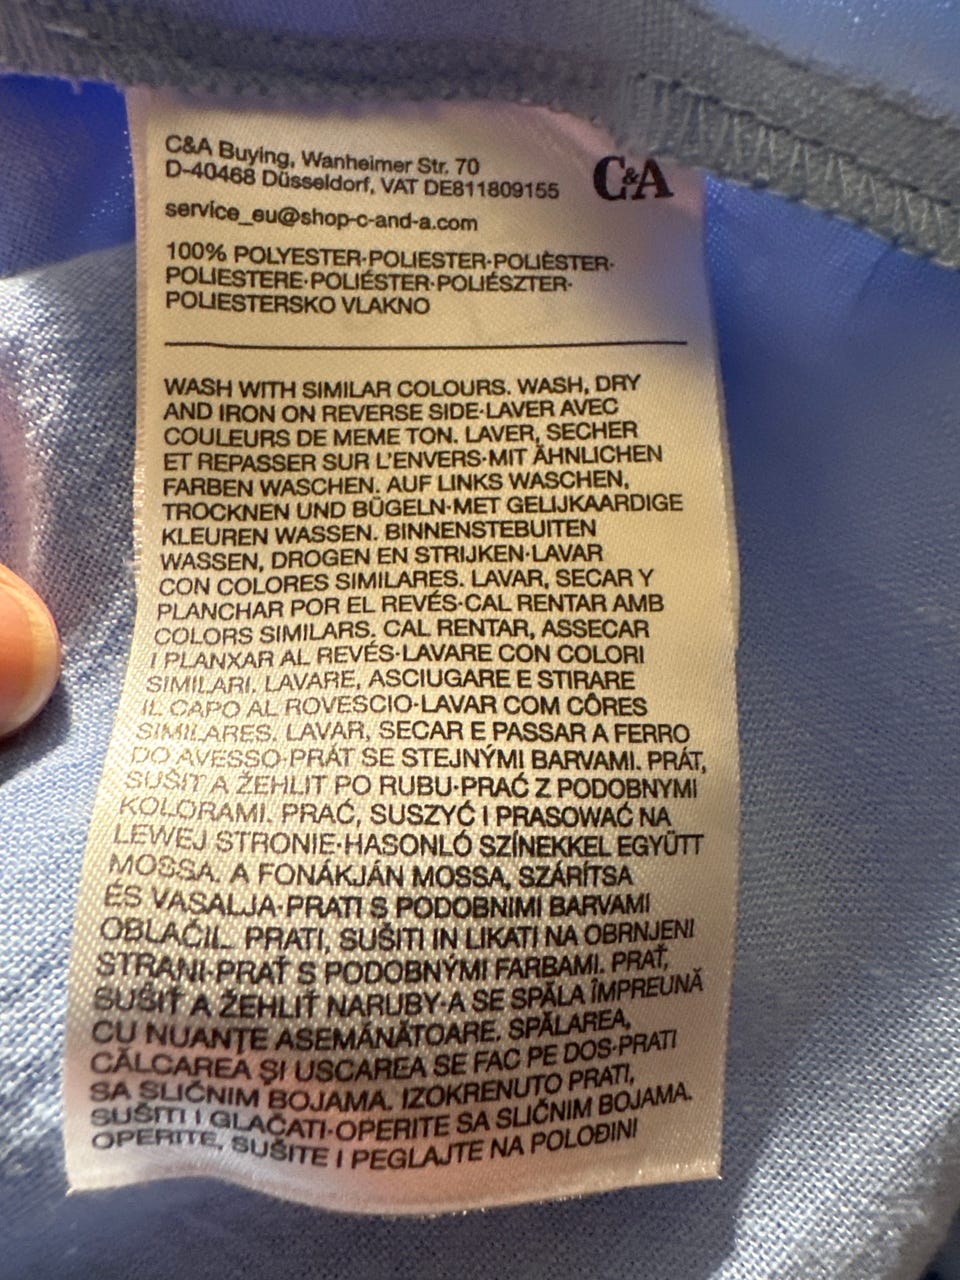 C&A Buying, Wanheimer Str. 70
D-40468 Düsseldorf, VAT DE811809155
C&A
service_eu@shop-c-and-a.com
100% POLYESTER·POLIESTER·POLIÈSTER·
POLIESTERE·POLIÉSTER·POLIÉSZTER·
POLIESTERSKO VLAKNO
WASH WITH SIMILAR COLOURS. WASH, DRY
AND IRON ON REVERSE SIDE·LAVER AVEC
COULEURS DE MEME TON. LAVER, SECHER
ET REPASSER SUR L'ENVERS·MIT ÄHNLICHEN
FARBEN WASCHEN. AUF LINKS WASCHEN,
TROCKNEN UND BÜGELN·MET GELIJKAARDIGE
KLEUREN WASSEN. BINNENSTEBUITEN
WASSEN, DROGEN EN STRIJKEN·LAVAR
CON COLORES SIMILARES. LAVAR, SECAR Y
PLANCHAR POR EL REVÉS·CAL RENTAR AMB
COLORS SIMILARS. CAL RENTAR, ASSECAR
I PLANXAR AL REVÉS·LAVARE CON COLORI
SIMILARI. LAVARE, ASCIUGARE E STIRARE
IL CAPO AL ROVESCIO·LAVAR COM CÔRES
SIMILARES. LAVAR, SECAR E PASSAR A FERRO
DO AVESSO·PRÁT SE STEJNÝMI BARVAMI. PRÁT,
SUŠIT A ŽEHLIT PO RUBU·PRAĆ Z PODOBNYMI
KOLORAMI. PRAĆ, SUSZYĆ I PRASOWAĆ NA
LEWEJ STRONIE·HASONLÓ SZÍNEKKEL EGYÜTT
MOSSA. A FONÁKJÁN MOSSA, SZÁRÍTSA
ÉS VASALJA·PRATI S PODOBNIMI BARVAMI
OBLAČIL. PRATI, SUŠITI IN LIKATI NA OBRNJENI
STRANI·PRAŤ S PODOBNÝMI FARBAMI. PRAŤ,
SUŠIŤ A ŽEHLIŤ NARUBY·A SE SPĂLA ÎMPREUNĂ
CU NUANŢE ASEMĂNĂTOARE. SPĂLAREA,
CĂLCAREA ŞI USCAREA SE FAC PE DOS·PRATI
SA SLIČNIM BOJAMA. IZOKRENUTO PRATI,
SUŠITI I GLAČATI·OPERITE SA SLIČNIM BOJAMA.
OPERITE, SUŠITE I PEGLAJTE NA POLOĐINI